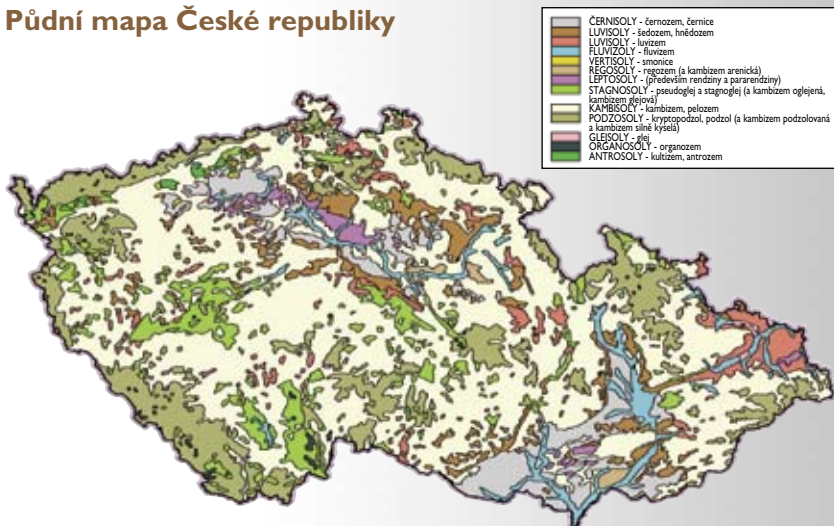 Půdní mapa České republiky
ČERNISOLY - černozem, černice
LUVISOLY - šedozem, hnědozem
LUVISOLY - luvizem
FLUVIZOLY - fluvizem
VERTISOLY - smonice
REGOSOLY - regozem (a kambizem arenická)
LEPTOSOLY - (především rendziny a pararendziny)
STAGNOSOLY - pseudoglej a stagnoglej (a kambizem oglejená,
kambizem glejová)
KAMBISOLY - kambizem, pelozem
PODZOSOLY - kryptopodzol, podzol (a kambizem podzolovaná
a kambizem silně kyselá)
GLEJSOLY - glej
ORGANOSOLY - organozem
ANTROSOLY - kultizem, antrozem